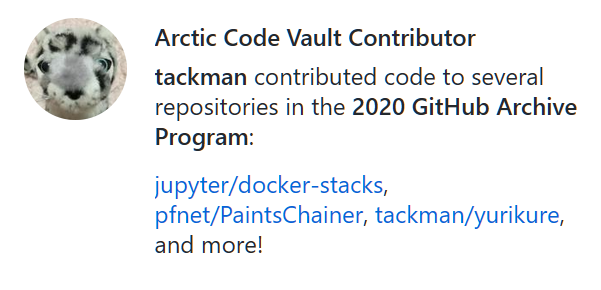 Arctic Code Vault Contributor
tackman contributed code to several
repositories in the 2020 GitHub Archive
Program:
jupyter/docker-stacks,
pfnet/PaintsChainer, tackman/yurikure,
and more!